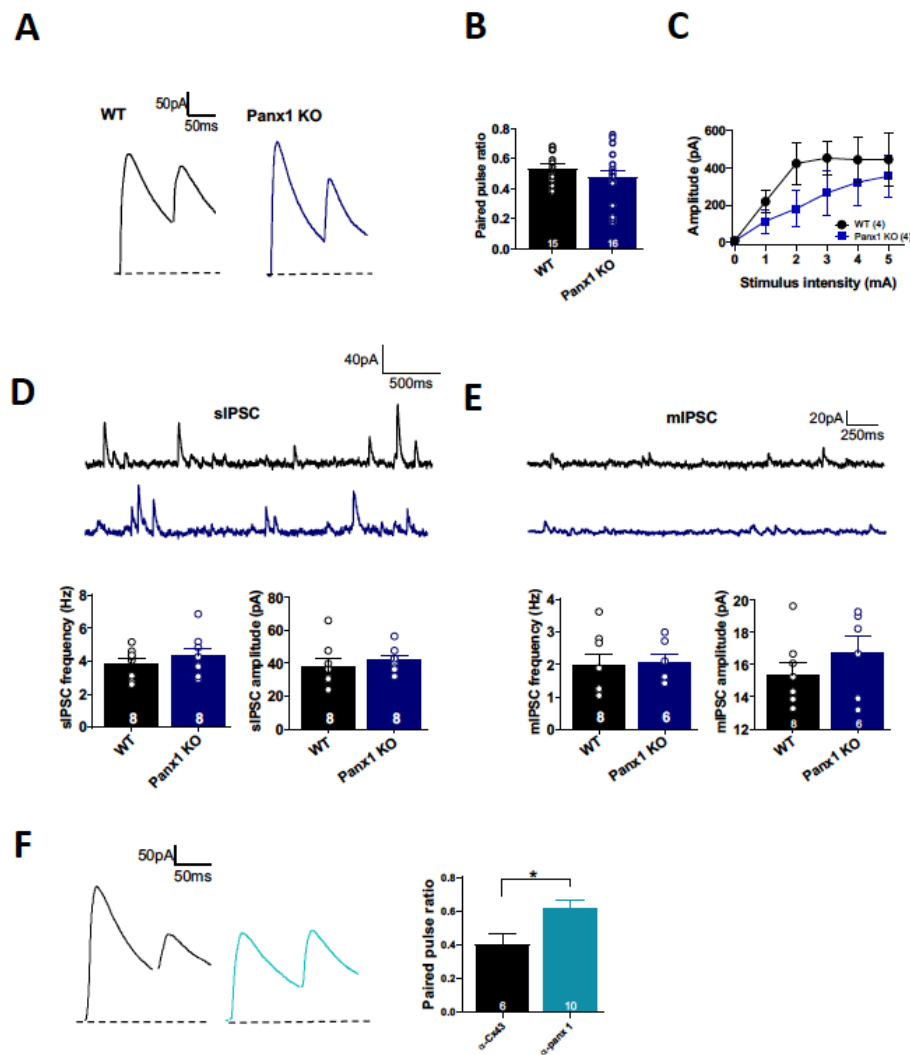 A
WT
50pA
50ms
Panx1 KO
B
Paired pulse ratio
0.8
0.6
0.4
0.2
0.0
15
16
WT
Panx1 KO
C
Amplitude (pA)
600
400
200
0
WT (4)
Panx1 KO (4)
0 1 2 3 4 5
Stimulus intensity (mA)
D
40pA
500ms
sIPSC
sIPSC frequency (Hz)
8
6
4
2
0
8
8
WT
Panx1 KO
sIPSC amplitude (pA)
80
60
40
20
0
8
8
WT
Panx1 KO
E
mIPSC
20pA
250ms
mIPSC frequency (Hz)
4
3
2
1
0
8
6
WT
Panx1 KO
mIPSC amplitude (pA)
20
18
16
14
12
8
6
WT
Panx1 KO
F
50pA
50ms
Paired pulse ratio
0.8
0.6
0.4
0.2
0.0
*
6
10
α-Cx43
α-panx 1